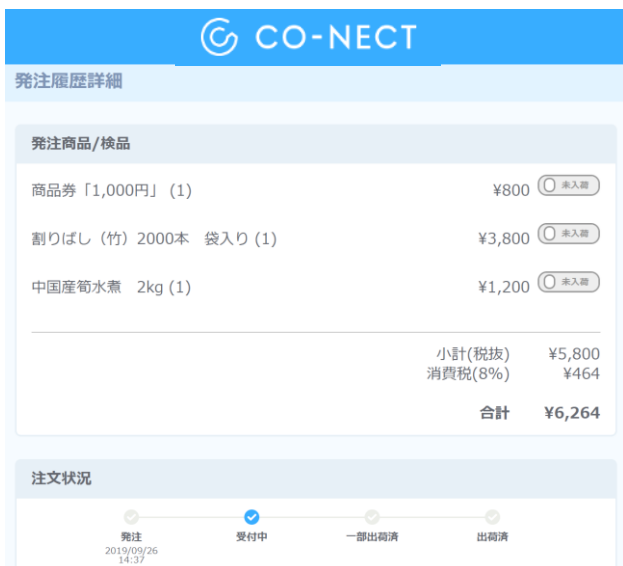 CO-NECT
発注履歴詳細
発注商品/検品
商品券「1,000円」 (1) ¥800 未入荷
割りばし（竹）2000本　袋入り (1) ¥3,800 未入荷
中国産筍水煮　2kg (1) ¥1,200 未入荷
小計(税抜) ¥5,800
消費税(8%) ¥464
合計 ¥6,264
注文状況
発注 受付中 一部出荷済 出荷済
2019/09/26
14:37